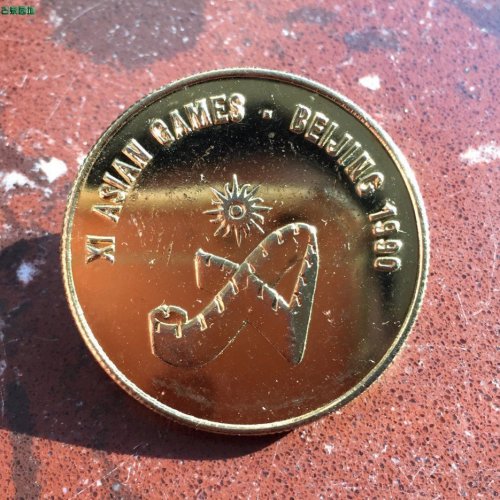 XI ASIAN GAMES · BEIJING 1990